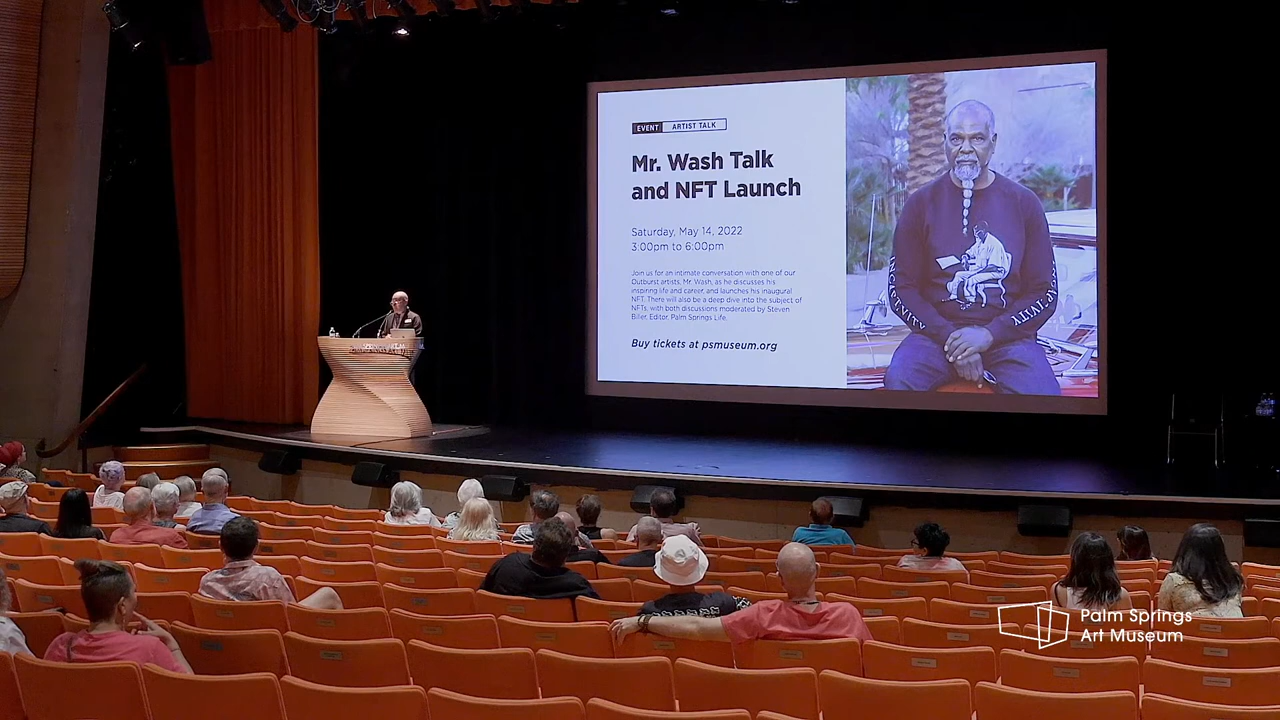 EVENT ARTIST TALK
Mr. Wash Talk
and NFT Launch
Saturday, May 14, 2022
3:00pm to 6:00pm
Join us for an intimate conversation with one of our
Outburst artists, Mr. Wash, as he discusses his
inspiring life and career, and launches his inaugural
NFT. There will also be a deep dive into the subject of
NFTs, with both discussions moderated by Steven
Biller, Editor, Palm Springs Life.
Buy tickets at psmuseum.org
Palm Springs
Art Museum